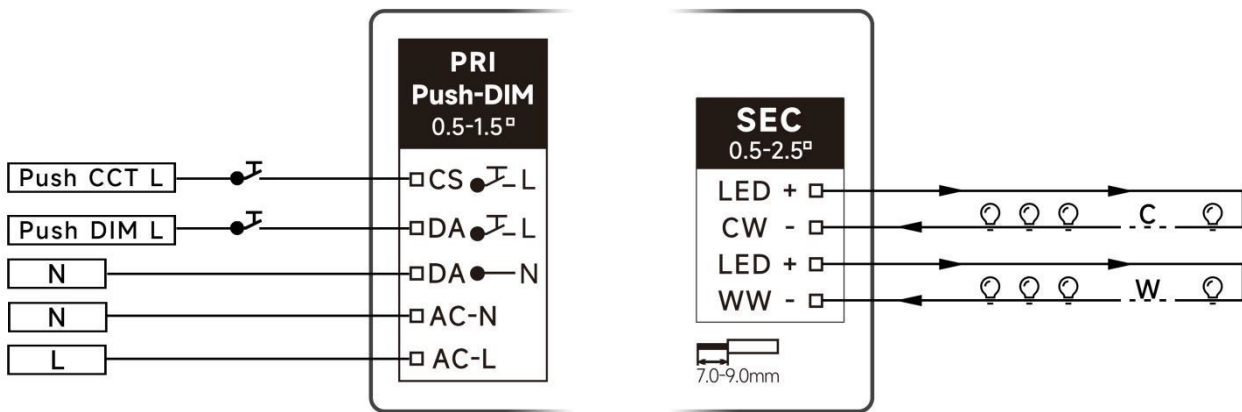 PRI
Push-DIM
0.5-1.5▫
Push CCT L
CS L
Push DIM L
DA L
N
DA N
N
AC-N
L
AC-L
SEC
0.5-2.5▫
LED +
CW -
LED +
WW -
C
W
7.0-9.0mm